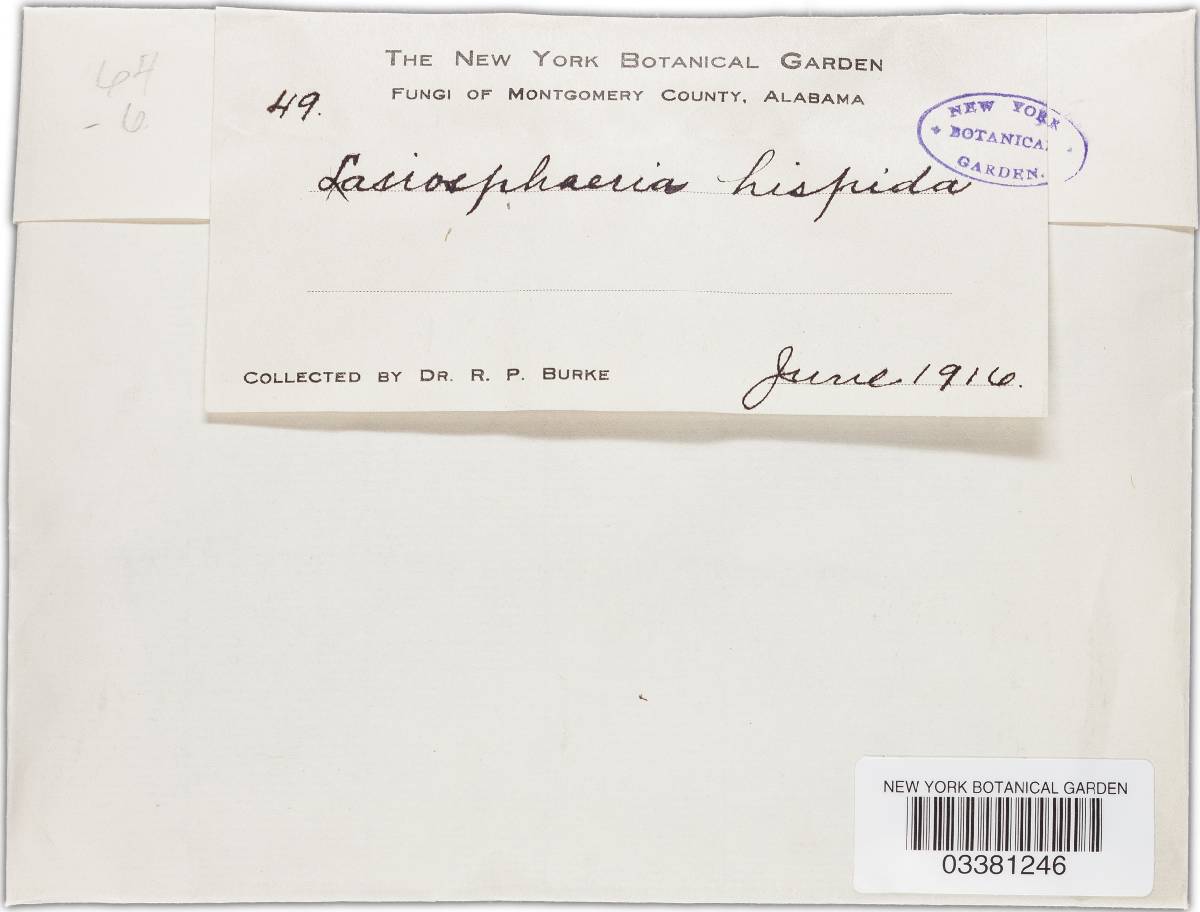 67
- 6
THE NEW YORK BOTANICAL GARDEN
FUNGI OF MONTGOMERY COUNTY, ALABAMA
49.
NEW YORK
BOTANICAL
GARDEN.
Lasiosphaeria hispida
COLLECTED BY DR. R. P. BURKE
June 1916.
NEW YORK BOTANICAL GARDEN
03381246